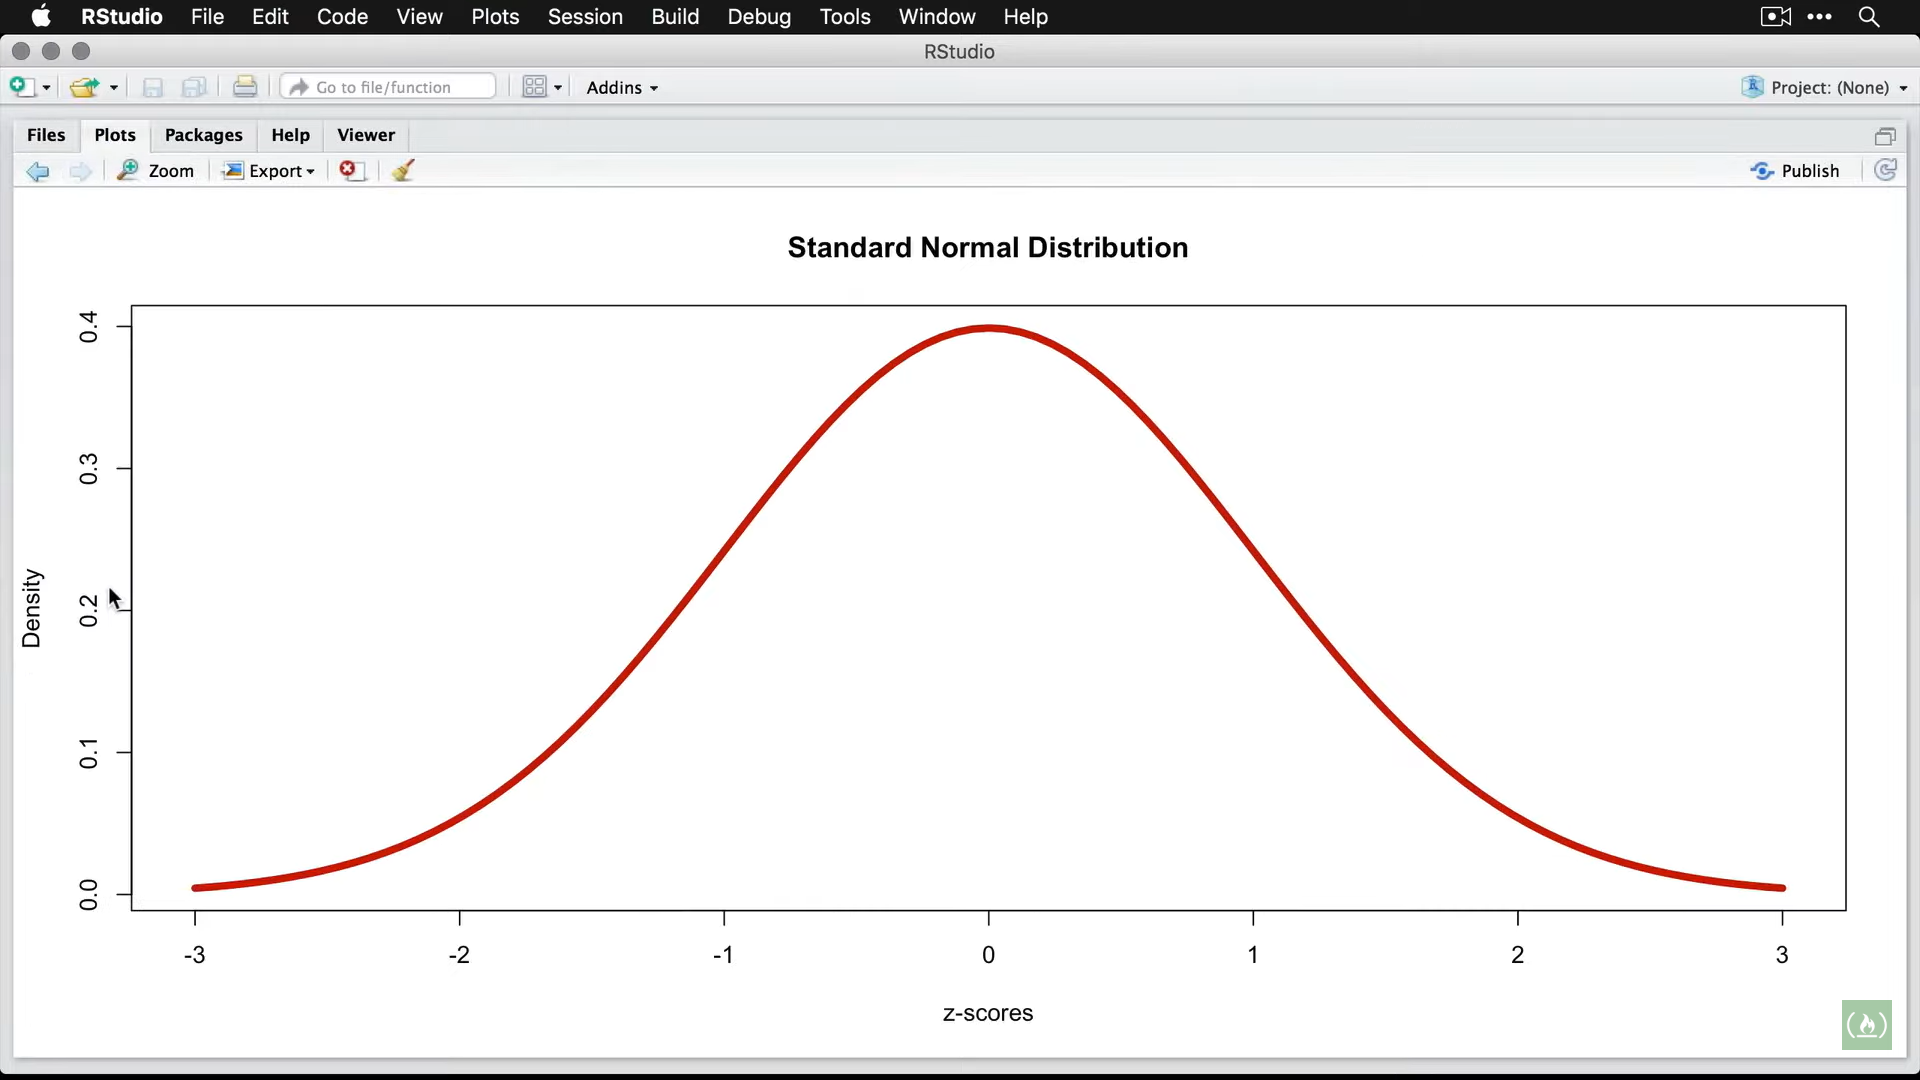 RStudio File Edit Code View Plots Session Build Debug Tools Window Help
RStudio
Go to file/function Addins Project: (None)
Files Plots Packages Help Viewer
Zoom Export Publish
Standard Normal Distribution
0.4
0.3
0.2
0.1
0.0
Density
-3 -2 -1 0 1 2 3
z-scores